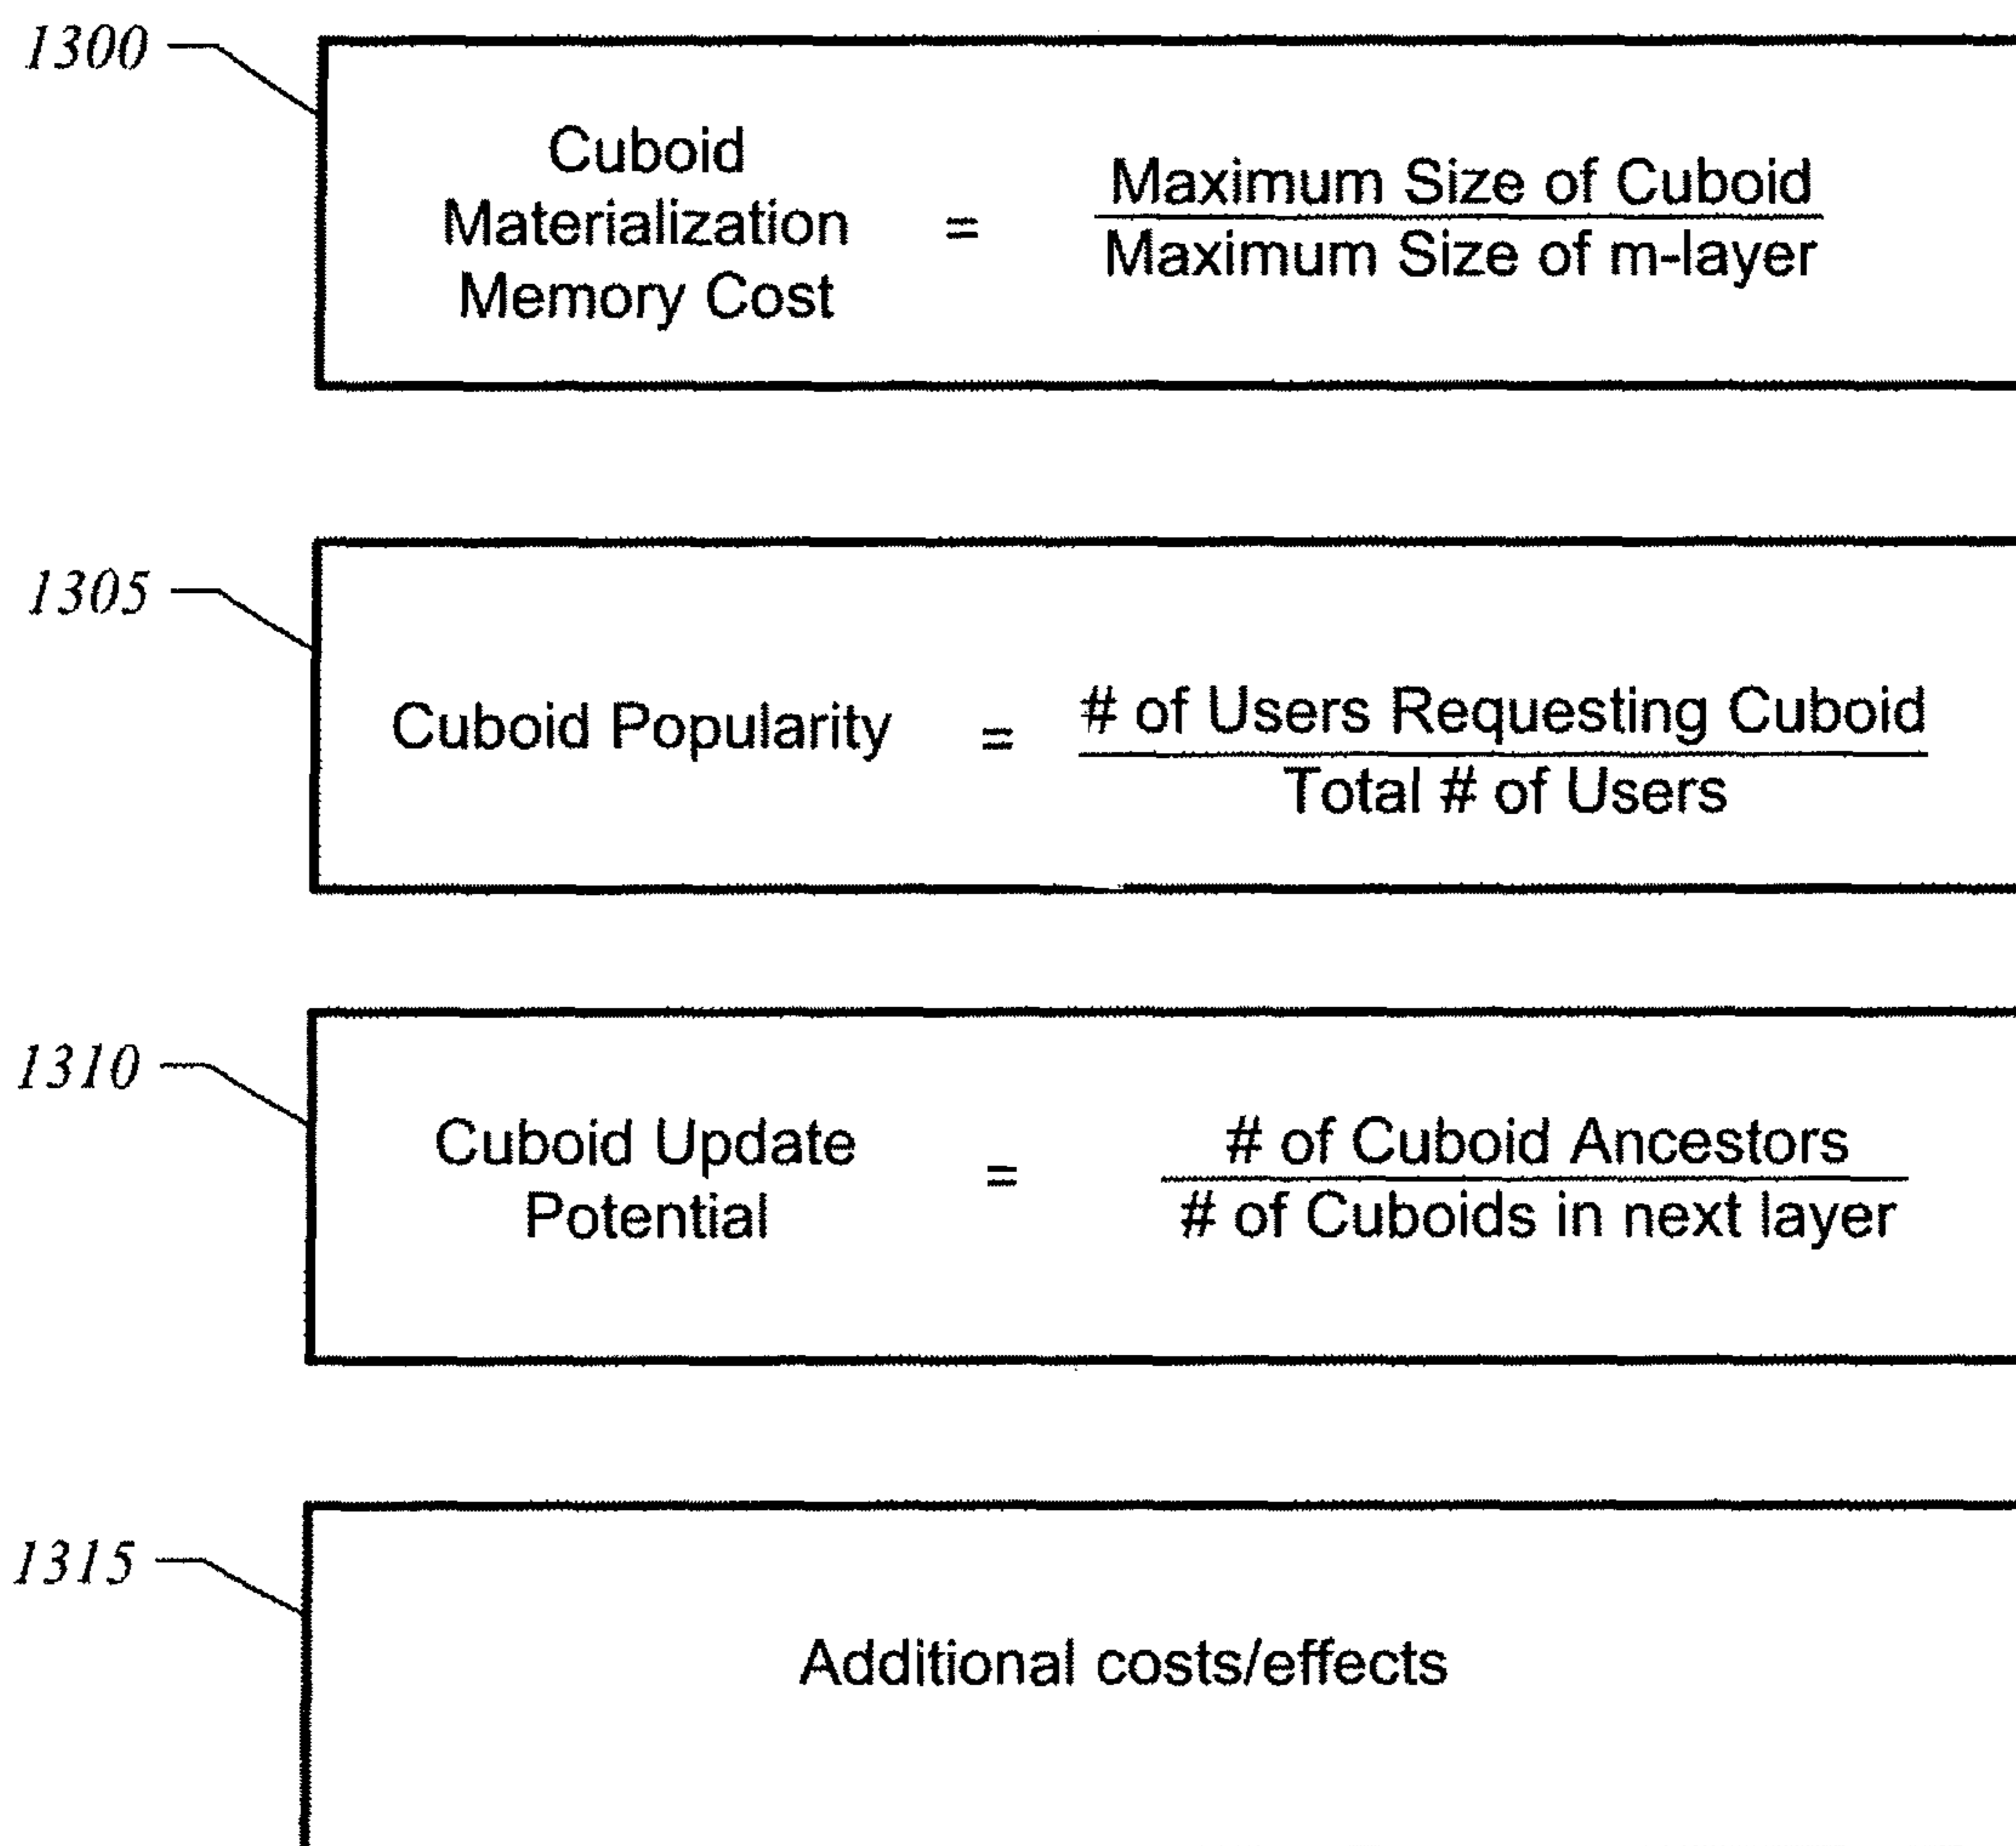 1300
Cuboid
Materialization
Memory Cost
=
Maximum Size of Cuboid
Maximum Size of m-layer
1305
Cuboid Popularity
=
# of Users Requesting Cuboid
Total # of Users
1310
Cuboid Update
Potential
=
# of Cuboid Ancestors
# of Cuboids in next layer
1315
Additional costs/effects